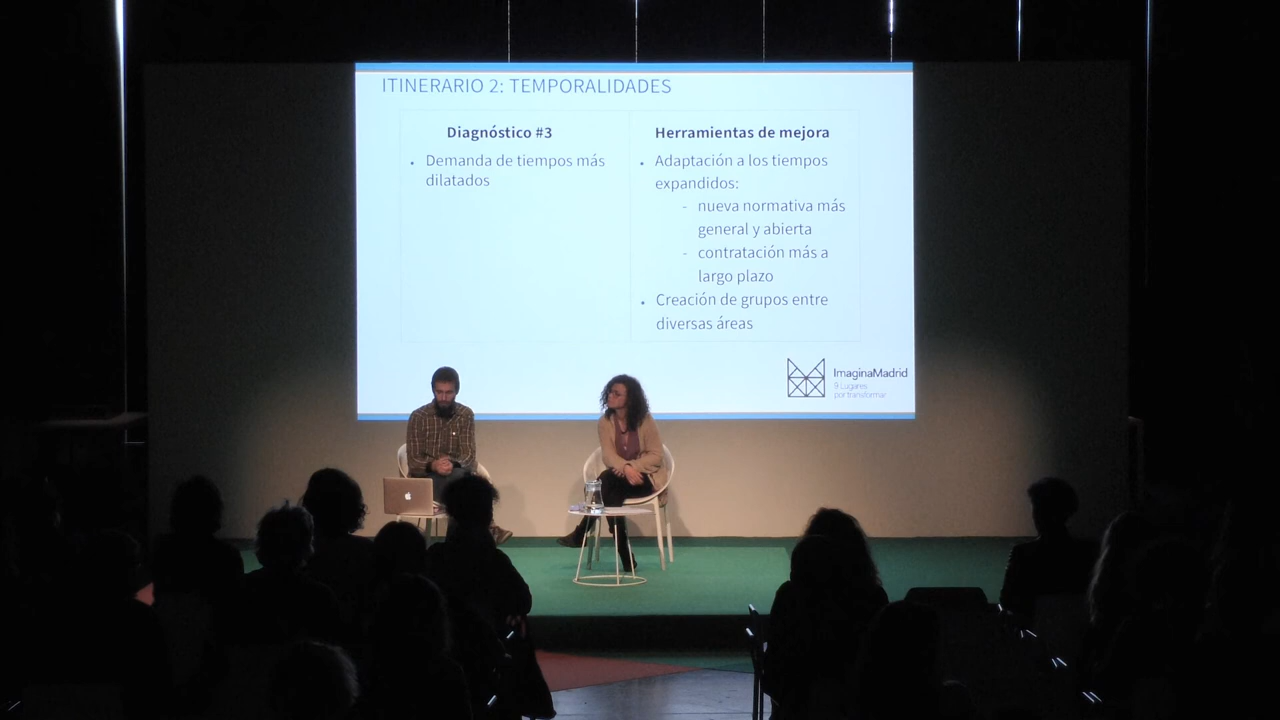 ITINERARIO 2: TEMPORALIDADES
Diagnóstico #3
• Demanda de tiempos más
dilatados
Herramientas de mejora
• Adaptación a los tiempos
expandidos:
- nueva normativa más
general y abierta
- contratación más a
largo plazo
• Creación de grupos entre
diversas áreas
ImaginaMadrid
9 Lugares
por transformar